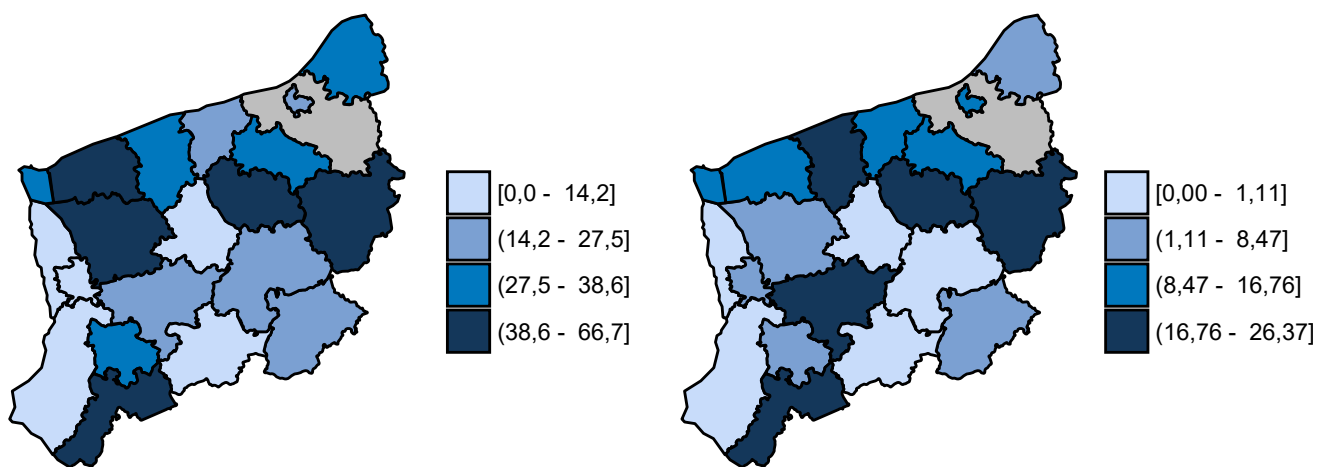 [0,0 - 14,2]
(14,2 - 27,5]
(27,5 - 38,6]
(38,6 - 66,7]
[0,00 - 1,11]
(1,11 - 8,47]
(8,47 - 16,76]
(16,76 - 26,37]